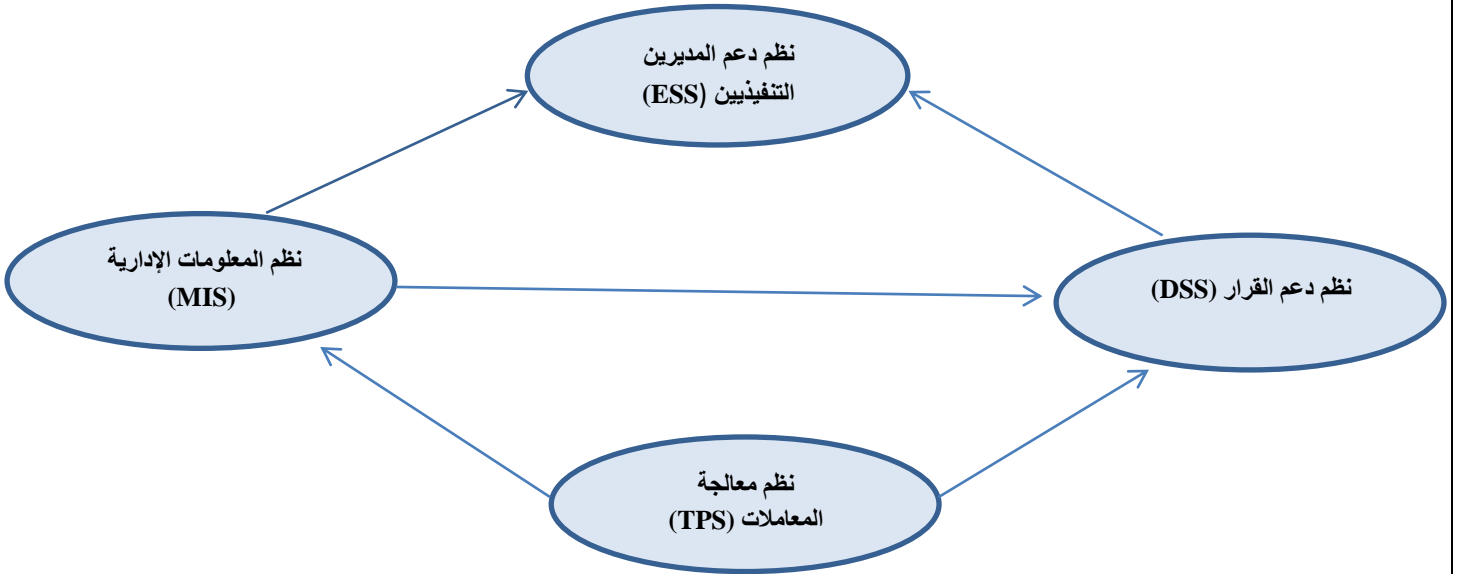 نظم دعم المديرين
التنفيذيين (ESS)
نظم المعلومات الإدارية
(MIS)
نظم دعم القرار (DSS)
نظم معالجة
المعاملات (TPS)